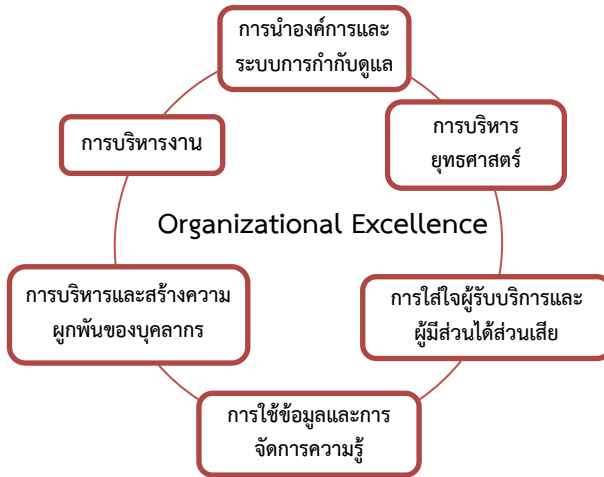 การนำองค์การและ
ระบบการกำกับดูแล
การบริหาร
ยุทธศาสตร์
การบริหารงาน
Organizational Excellence
การใส่ใจผู้รับบริการและ
ผู้มีส่วนได้ส่วนเสีย
การบริหารและสร้างความ
ผูกพันของบุคลากร
การใช้ข้อมูลและการ
จัดการความรู้